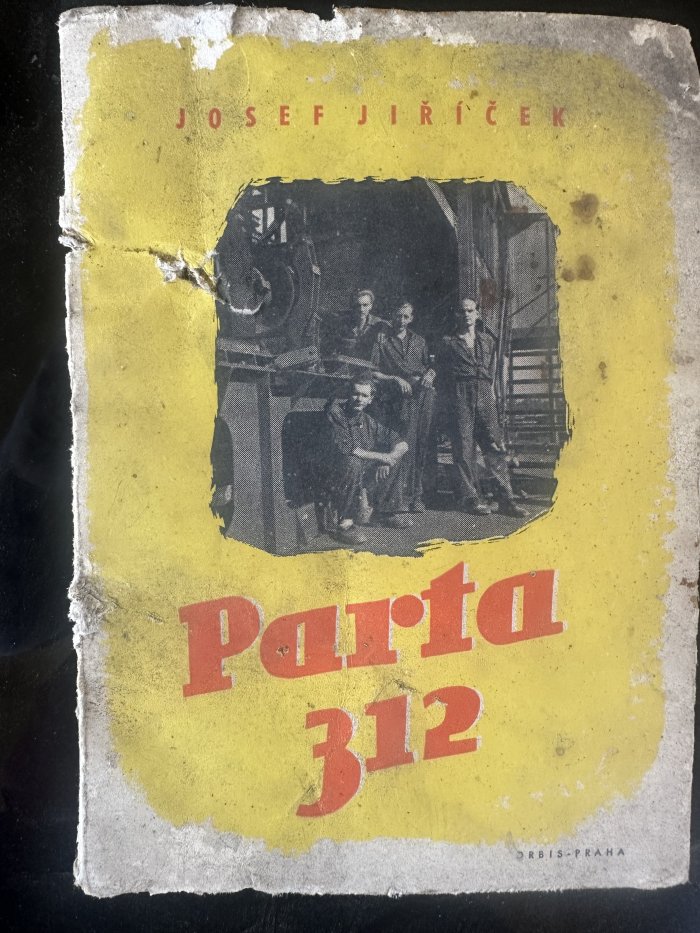 JOSEF JIŘÍČEK
Parta
312
ORBIS-PRAHA